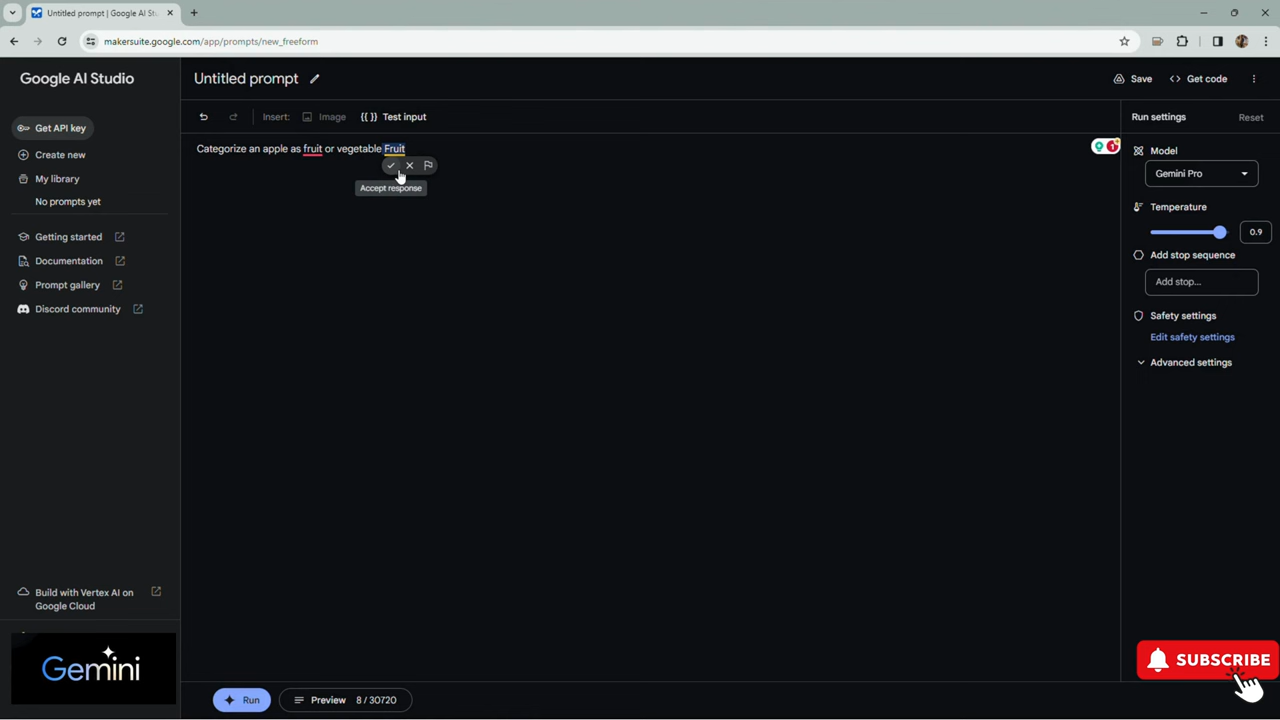 Untitled prompt | Google AI St
makersuite.google.com/app/prompts/new_freeform
Google AI Studio
Untitled prompt
Save
Get code
Get API key
Insert:
Image
{{ }} Test input
Run settings
Reset
Create new
Categorize an apple as fruit or vegetable Fruit
1
Model
My library
Gemini Pro
Accept response
No prompts yet
Temperature
Getting started
0.9
Documentation
Add stop sequence
Prompt gallery
Add stop...
Discord community
Safety settings
Edit safety settings
Advanced settings
Build with Vertex AI on
Google Cloud
Gemini
SUBSCRIBE
Run
Preview 8 / 30720